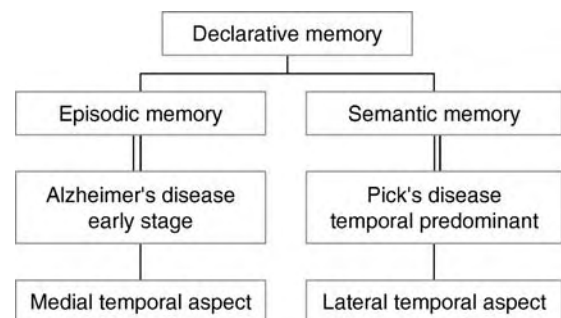 Declarative memory
Episodic memory
Semantic memory
Alzheimer's disease
early stage
Pick's disease
temporal predominant
Medial temporal aspect
Lateral temporal aspect